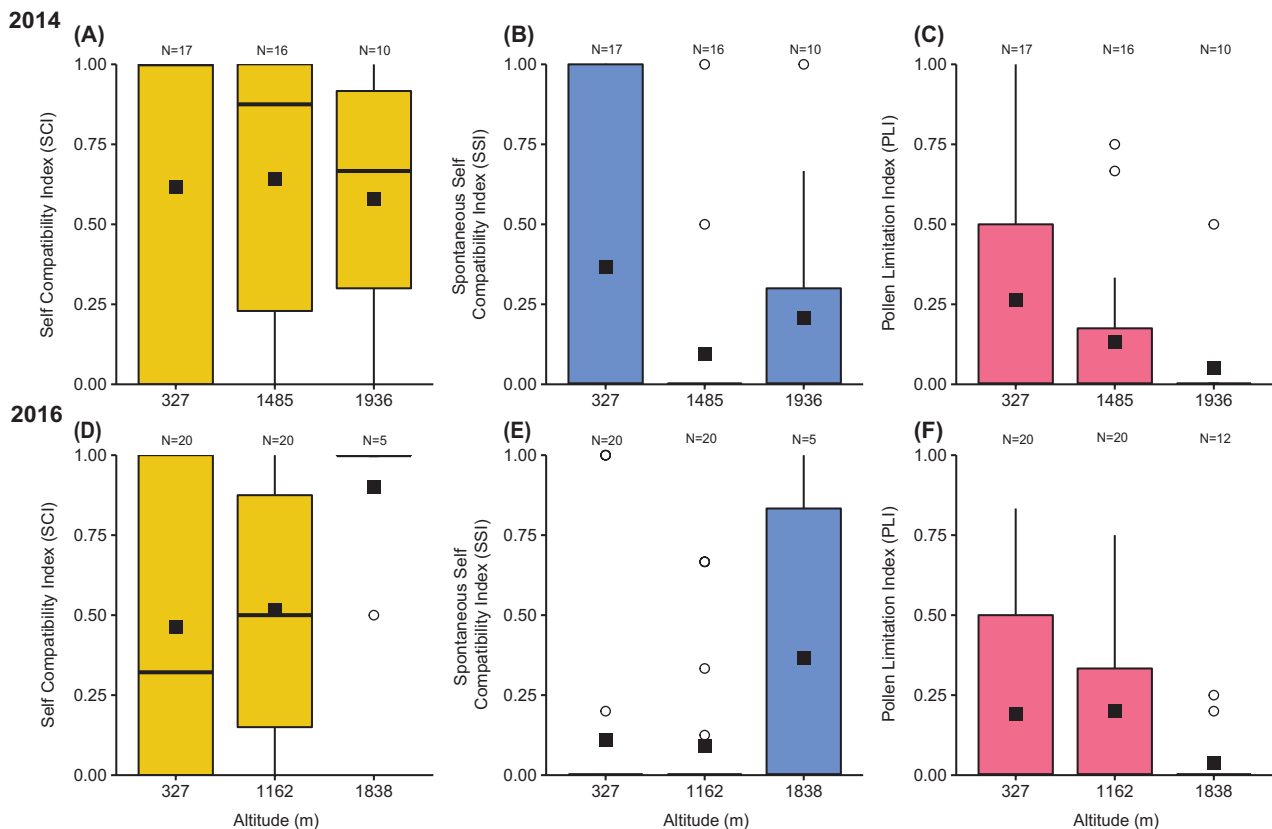 2014
(A)
N=17 N=16 N=10
1.00
0.75
0.50
0.25
0.00
Self Compatibility Index (SCI)
327 1485 1936
(B)
N=17 N=16 N=10
1.00
0.75
0.50
0.25
0.00
Spontaneous Self
Compatibility Index (SSI)
327 1485 1936
(C)
N=17 N=16 N=10
1.00
0.75
0.50
0.25
0.00
Pollen Limitation Index (PLI)
327 1485 1936
2016
(D)
N=20 N=20 N=5
1.00
0.75
0.50
0.25
0.00
Self Compatibility Index (SCI)
327 1162 1838
Altitude (m)
(E)
N=20 N=20 N=5
1.00
0.75
0.50
0.25
0.00
Spontaneous Self
Compatibility Index (SSI)
327 1162 1838
Altitude (m)
(F)
N=20 N=20 N=12
1.00
0.75
0.50
0.25
0.00
Pollen Limitation Index (PLI)
327 1162 1838
Altitude (m)